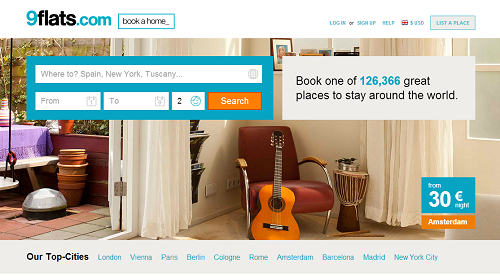 9flats.com
book a home_
LOG IN or SIGN UP HELP $ USD LIST A PLACE
Where to? Spain, New York, Tuscany...
From To 2 Search
Book one of 126,366 great
places to stay around the world.
from
30 €
night
Amsterdam
Our Top-Cities London Vienna Paris Berlin Cologne Rome Amsterdam Barcelona Madrid New York City